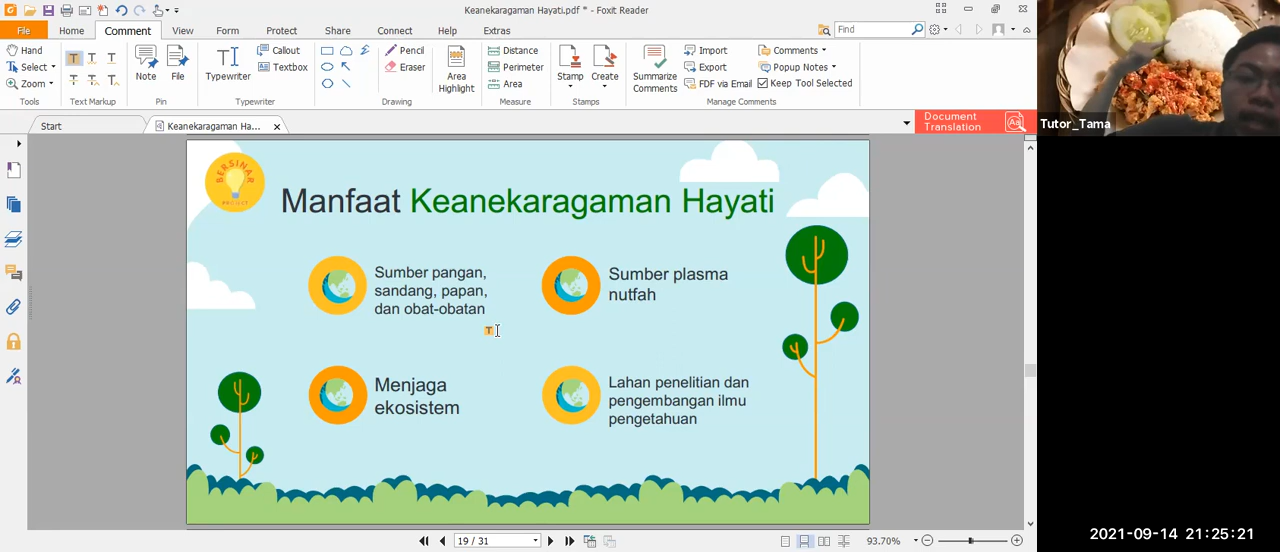 Keanekaragaman Hayati.pdf * - Foxit Reader
File Home Comment View Form Protect Share Connect Help Extras
Find
Hand
Select
Zoom
Tools
Text Markup
Note
File
Pin
Typewriter
Callout
Textbox
Typewriter
Pencil
Eraser
Drawing
Area
Highlight
Distance
Perimeter
Area
Measure
Stamp
Create
Stamps
Summarize
Comments
Import
Export
FDF via Email
Comments
Popup Notes
Keep Tool Selected
Manage Comments
Start
Keanekaragaman Ha...
Document
Translation
Tutor_Tama
BERSINAR
PROJECT
Manfaat Keanekaragaman Hayati
Sumber pangan,
sandang, papan,
dan obat-obatan
Sumber plasma
nutfah
Menjaga
ekosistem
Lahan penelitian dan
pengembangan ilmu
pengetahuan
19 / 31
93.70%
2021-09-14 21:25:21